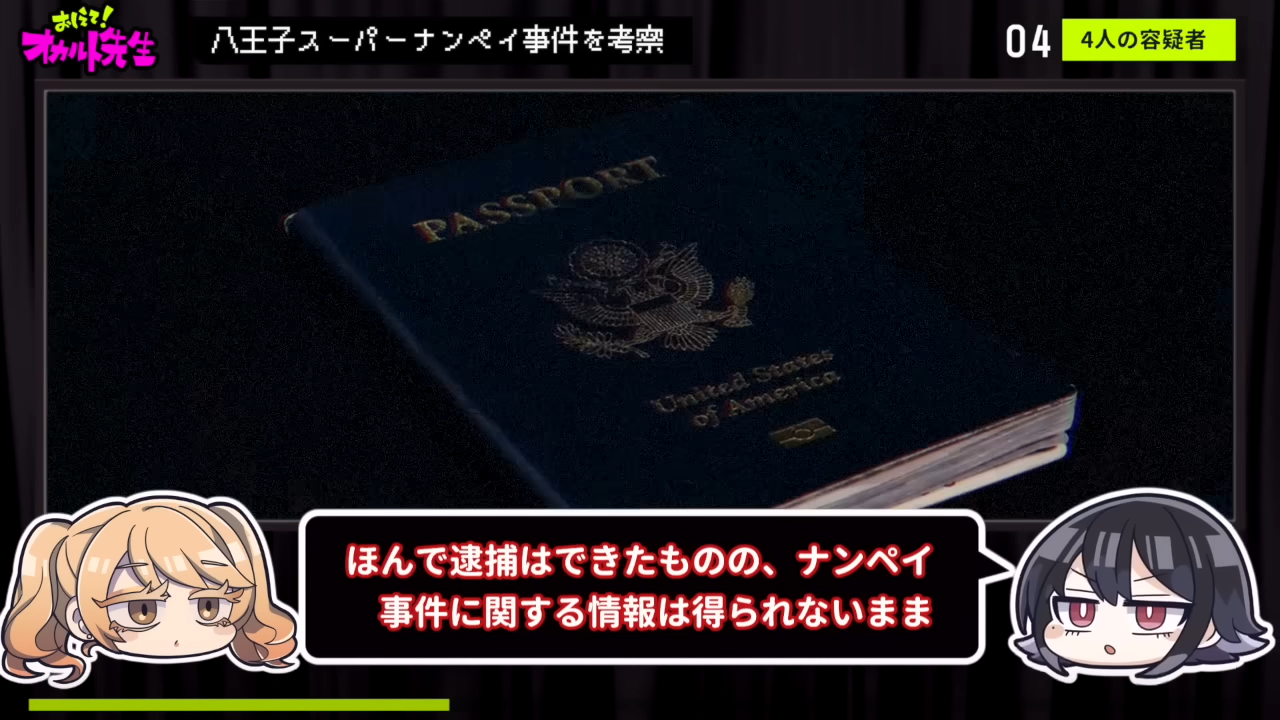 おしえて!
オカルト先生
八王子スーパーナンペイ事件を考察
04
4人の容疑者
PASSPORT
United States
of America
ほんで逮捕はできたものの、ナンペイ
事件に関する情報は得られないまま